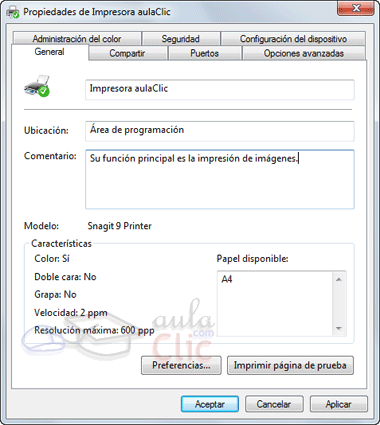 Propiedades de Impresora aulaClic
Administración del color Seguridad Configuración del dispositivo
General Compartir Puertos Opciones avanzadas
Impresora aulaClic
Ubicación: Área de programación
Comentario: Su función principal es la impresión de imágenes.
Modelo: Snagit 9 Printer
Características
Color: Sí Papel disponible:
Doble cara: No A4
Grapa: No
Velocidad: 2 ppm
Resolución máxima: 600 ppp
aula
.com
Clic
Preferencias... Imprimir página de prueba
Aceptar Cancelar Aplicar